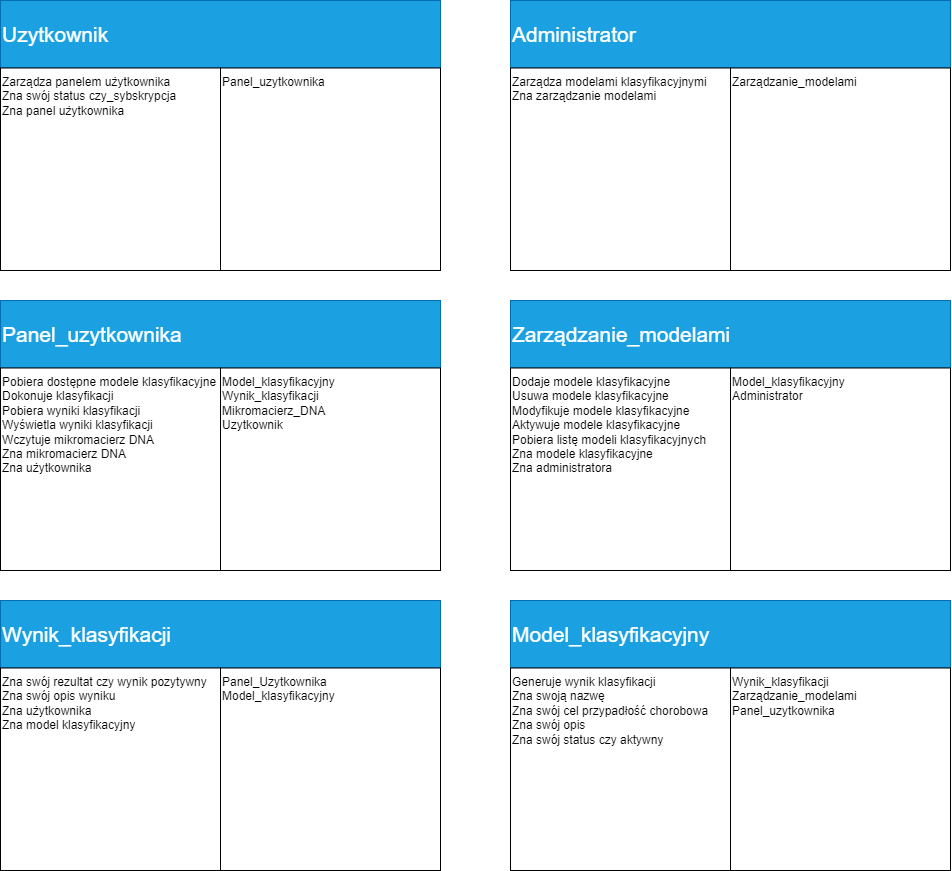 Uzytkownik
Zarządza panelem użytkownika
Zna swój status czy_sybskrypcja
Zna panel użytkownika
Panel_uzytkownika
Administrator
Zarządza modelami klasyfikacyjnymi
Zna zarządzanie modelami
Zarządzanie_modelami
Panel_uzytkownika
Pobiera dostępne modele klasyfikacyjne
Dokonuje klasyfikacji
Pobiera wyniki klasyfikacji
Wyświetla wyniki klasyfikacji
Wczytuje mikromacierz DNA
Zna mikromacierz DNA
Zna użytkownika
Model_klasyfikacyjny
Wynik_klasyfikacji
Mikromacierz_DNA
Uzytkownik
Zarządzanie_modelami
Dodaje modele klasyfikacyjne
Usuwa modele klasyfikacyjne
Modyfikuje modele klasyfikacyjne
Aktywuje modele klasyfikacyjne
Pobiera listę modeli klasyfikacyjnych
Zna modele klasyfikacyjne
Zna administratora
Model_klasyfikacyjny
Administrator
Wynik_klasyfikacji
Zna swój rezultat czy wynik pozytywny
Zna swój opis wyniku
Zna użytkownika
Zna model klasyfikacyjny
Panel_Uzytkownika
Model_klasyfikacyjny
Model_klasyfikacyjny
Generuje wynik klasyfikacji
Zna swoją nazwę
Zna swój cel przypadłość chorobowa
Zna swój opis
Zna swój status czy aktywny
Wynik_klasyfikacji
Zarządzanie_modelami
Panel_uzytkownika